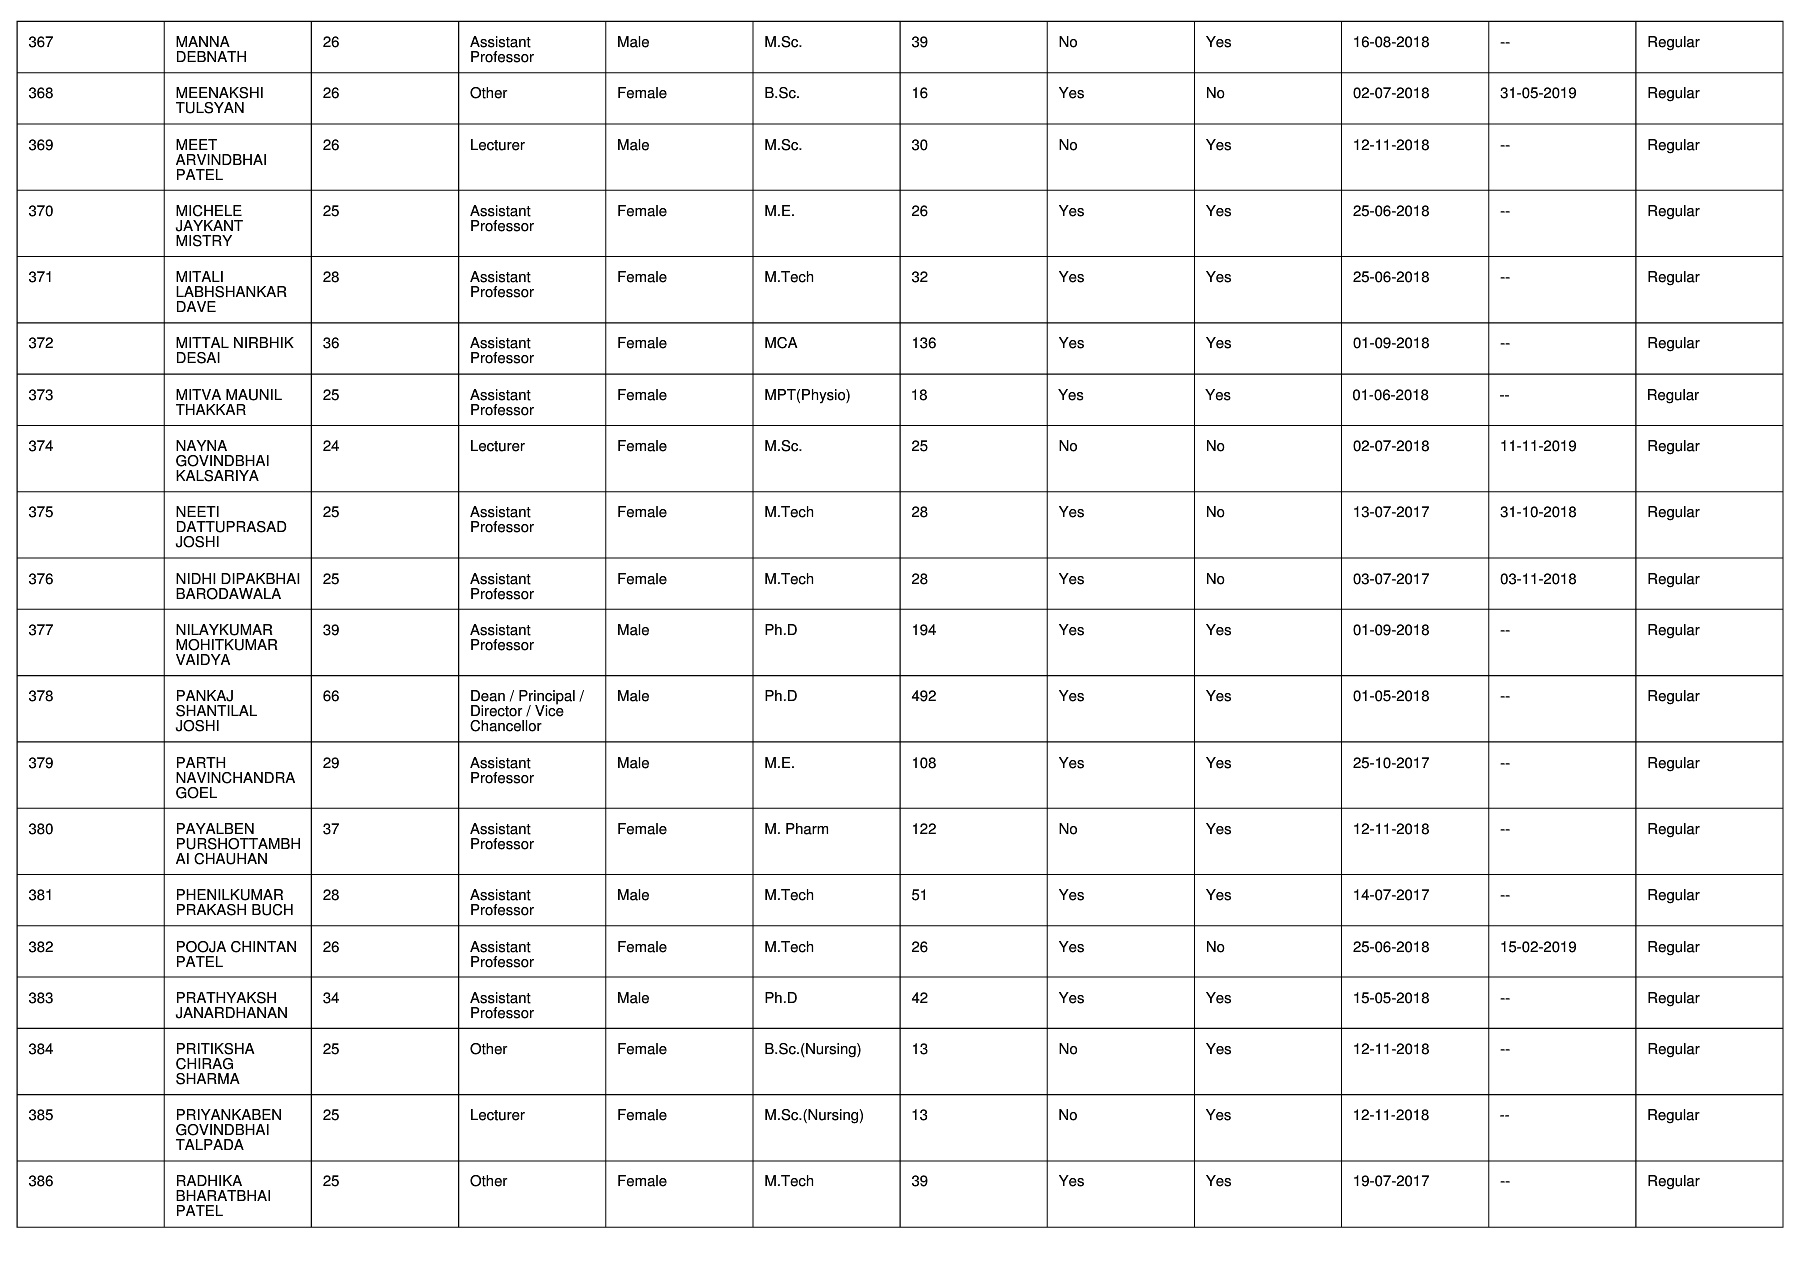 367 MANNA 26 Assistant Male M.Sc. 39 No Yes 16-08-2018 -- Regular
DEBNATH Professor
368 MEENAKSHI 26 Other Female B.Sc. 16 Yes No 02-07-2018 31-05-2019 Regular
TULSYAN
369 MEET 26 Lecturer Male M.Sc. 30 No Yes 12-11-2018 -- Regular
ARVINDBHAI
PATEL
370 MICHELE 25 Assistant Female M.E. 26 Yes Yes 25-06-2018 -- Regular
JAYKANT Professor
MISTRY
371 MITALI 28 Assistant Female M.Tech 32 Yes Yes 25-06-2018 -- Regular
LABHSHANKAR Professor
DAVE
372 MITTAL NIRBHIK 36 Assistant Female MCA 136 Yes Yes 01-09-2018 -- Regular
DESAI Professor
373 MITVA MAUNIL 25 Assistant Female MPT(Physio) 18 Yes Yes 01-06-2018 -- Regular
THAKKAR Professor
374 NAYNA 24 Lecturer Female M.Sc. 25 No No 02-07-2018 11-11-2019 Regular
GOVINDBHAI
KALSARIYA
375 NEETI 25 Assistant Female M.Tech 28 Yes No 13-07-2017 31-10-2018 Regular
DATTUPRASAD Professor
JOSHI
376 NIDHI DIPAKBHAI 25 Assistant Female M.Tech 28 Yes No 03-07-2017 03-11-2018 Regular
BARODAWALA Professor
377 NILAYKUMAR 39 Assistant Male Ph.D 194 Yes Yes 01-09-2018 -- Regular
MOHITKUMAR Professor
VAIDYA
378 PANKAJ 66 Dean / Principal / Male Ph.D 492 Yes Yes 01-05-2018 -- Regular
SHANTILAL Director / Vice
JOSHI Chancellor
379 PARTH 29 Assistant Male M.E. 108 Yes Yes 25-10-2017 -- Regular
NAVINCHANDRA Professor
GOEL
380 PAYALBEN 37 Assistant Female M. Pharm 122 No Yes 12-11-2018 -- Regular
PURSHOTTAMBH Professor
AI CHAUHAN
381 PHENILKUMAR 28 Assistant Male M.Tech 51 Yes Yes 14-07-2017 -- Regular
PRAKASH BUCH Professor
382 POOJA CHINTAN 26 Assistant Female M.Tech 26 Yes No 25-06-2018 15-02-2019 Regular
PATEL Professor
383 PRATHYAKSH 34 Assistant Male Ph.D 42 Yes Yes 15-05-2018 -- Regular
JANARDHANAN Professor
384 PRITIKSHA 25 Other Female B.Sc.(Nursing) 13 No Yes 12-11-2018 -- Regular
CHIRAG
SHARMA
385 PRIYANKABEN 25 Lecturer Female M.Sc.(Nursing) 13 No Yes 12-11-2018 -- Regular
GOVINDBHAI
TALPADA
386 RADHIKA 25 Other Female M.Tech 39 Yes Yes 19-07-2017 -- Regular
BHARATBHAI
PATEL